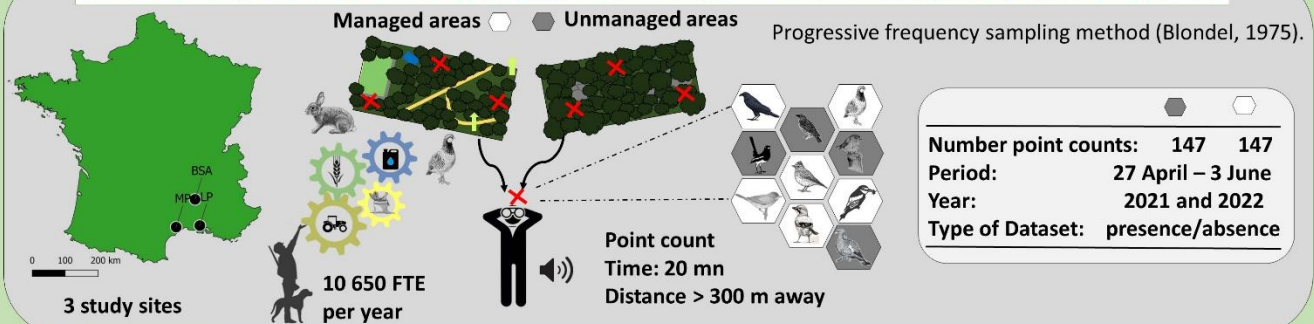 Managed areas Unmanaged areas
Progressive frequency sampling method (Blondel, 1975).
BSA
MP LP
0 100 200 km
3 study sites
10 650 FTE
per year
Point count
Time: 20 mn
Distance > 300 m away
Number point counts: 147 147
Period: 27 April – 3 June
Year: 2021 and 2022
Type of Dataset: presence/absence